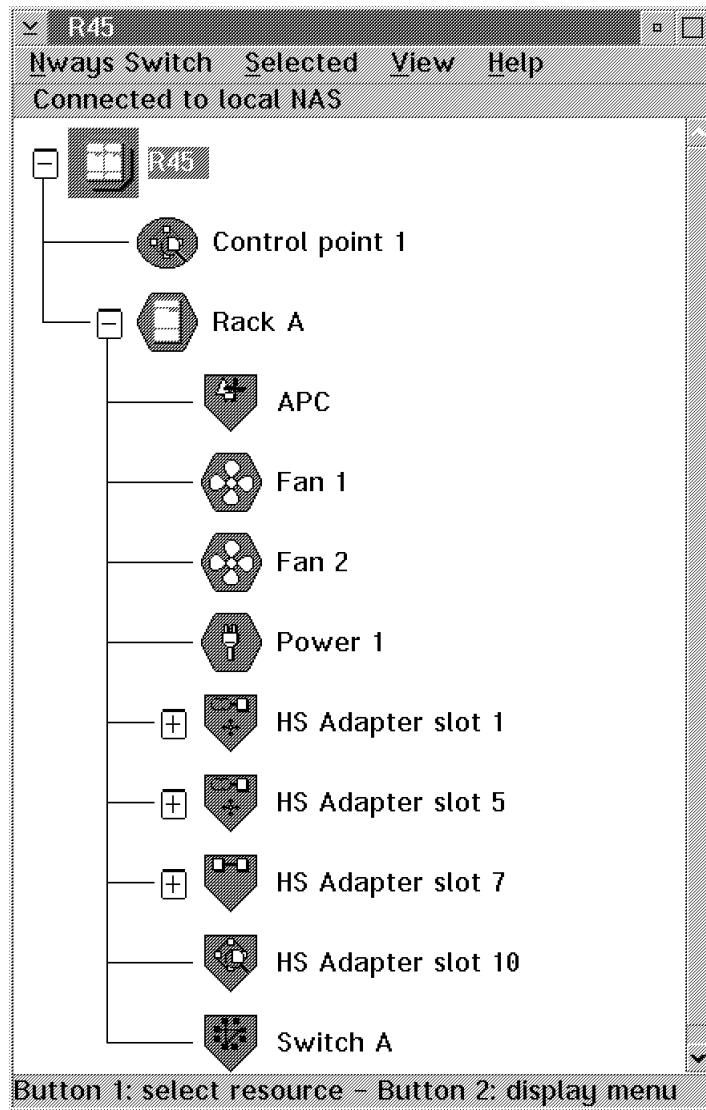 R45
Nways Switch Selected View Help
Connected to local NAS
R45
Control point 1
Rack A
APC
Fan 1
Fan 2
Power 1
HS Adapter slot 1
HS Adapter slot 5
HS Adapter slot 7
HS Adapter slot 10
Switch A
Button 1: select resource - Button 2: display menu